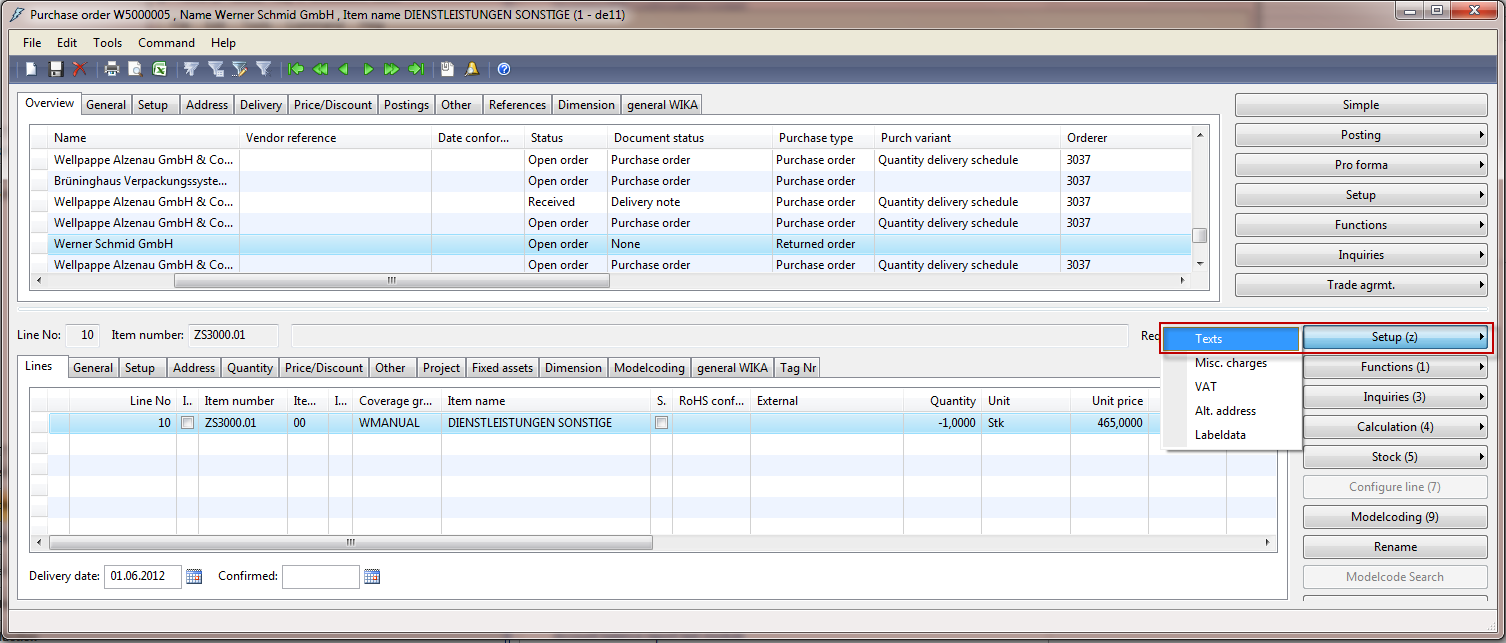 Purchase order W5000005 , Name Werner Schmid GmbH , Item name DIENSTLEISTUNGEN SONSTIGE (1 - de11)
File Edit Tools Command Help
Overview General Setup Address Delivery Price/Discount Postings Other References Dimension general WIKA
Name Vendor reference Date confor... Status Document status Purchase type Purch variant Orderer
Wellpappe Alzenau GmbH & Co... Open order Purchase order Purchase order Quantity delivery schedule 3037
Brüninghaus Verpackungssyste... Open order Purchase order Purchase order 3037
Wellpappe Alzenau GmbH & Co... Received Delivery note Purchase order Quantity delivery schedule 3037
Wellpappe Alzenau GmbH & Co... Open order Purchase order Purchase order Quantity delivery schedule 3037
Werner Schmid GmbH Open order None Returned order
Wellpappe Alzenau GmbH & Co... Open order Purchase order Purchase order Quantity delivery schedule 3037
Simple
Posting
Pro forma
Setup
Functions
Inquiries
Trade agrmt.
Line No: 10 Item number: ZS3000.01 Rec
Texts
Misc. charges
VAT
Alt. address
Labeldata
Lines General Setup Address Quantity Price/Discount Other Project Fixed assets Dimension Modelcoding general WIKA Tag Nr
Line No I.. Item number Ite... I... Coverage gr... Item name S. RoHS conf... External Quantity Unit Unit price
10 ZS3000.01 00 WMANUAL DIENSTLEISTUNGEN SONSTIGE -1,0000 Stk 465,0000
Delivery date: 01.06.2012 Confirmed:
Setup (z)
Functions (1)
Inquiries (3)
Calculation (4)
Stock (5)
Configure line (7)
Modelcoding (9)
Rename
Modelcode Search